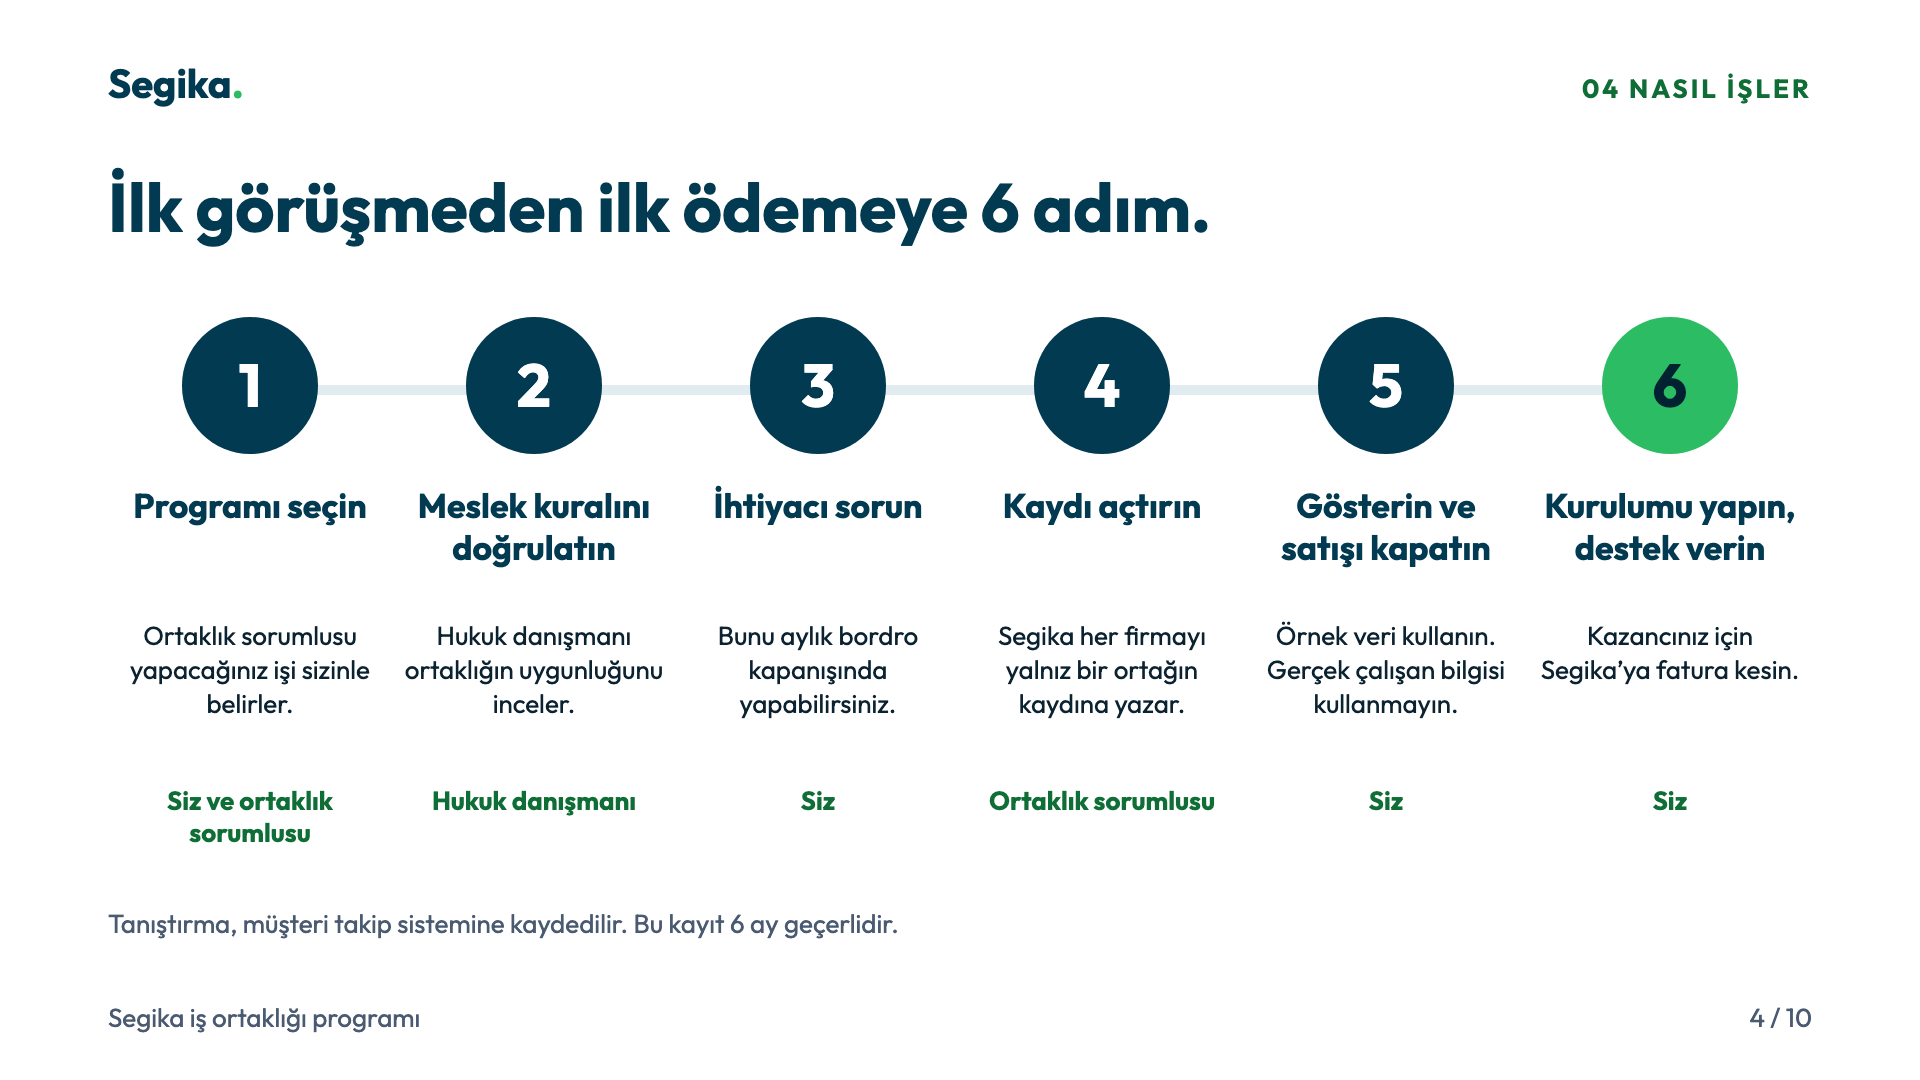 Segika.
04 NASIL İŞLER
İlk görüşmeden ilk ödemeye 6 adım.
1
2
3
4
5
6
Programı seçin
Meslek kuralını
doğrulatın
İhtiyacı sorun
Kaydı açtırın
Gösterin ve
satışı kapatın
Kurulumu yapın,
destek verin
Ortaklık sorumlusu
yapacağınız işi sizinle
belirler.
Hukuk danışmanı
ortaklığın uygunluğunu
inceler.
Bunu aylık bordro
kapanışında
yapabilirsiniz.
Segika her firmayı
yalnız bir ortağın
kaydına yazar.
Örnek veri kullanın.
Gerçek çalışan bilgisi
kullanmayın.
Kazancınız için
Segika’ya fatura kesin.
Siz ve ortaklık
sorumlusu
Hukuk danışmanı
Siz
Ortaklık sorumlusu
Siz
Siz
Tanıştırma, müşteri takip sistemine kaydedilir. Bu kayıt 6 ay geçerlidir.
Segika iş ortaklığı programı
4 / 10